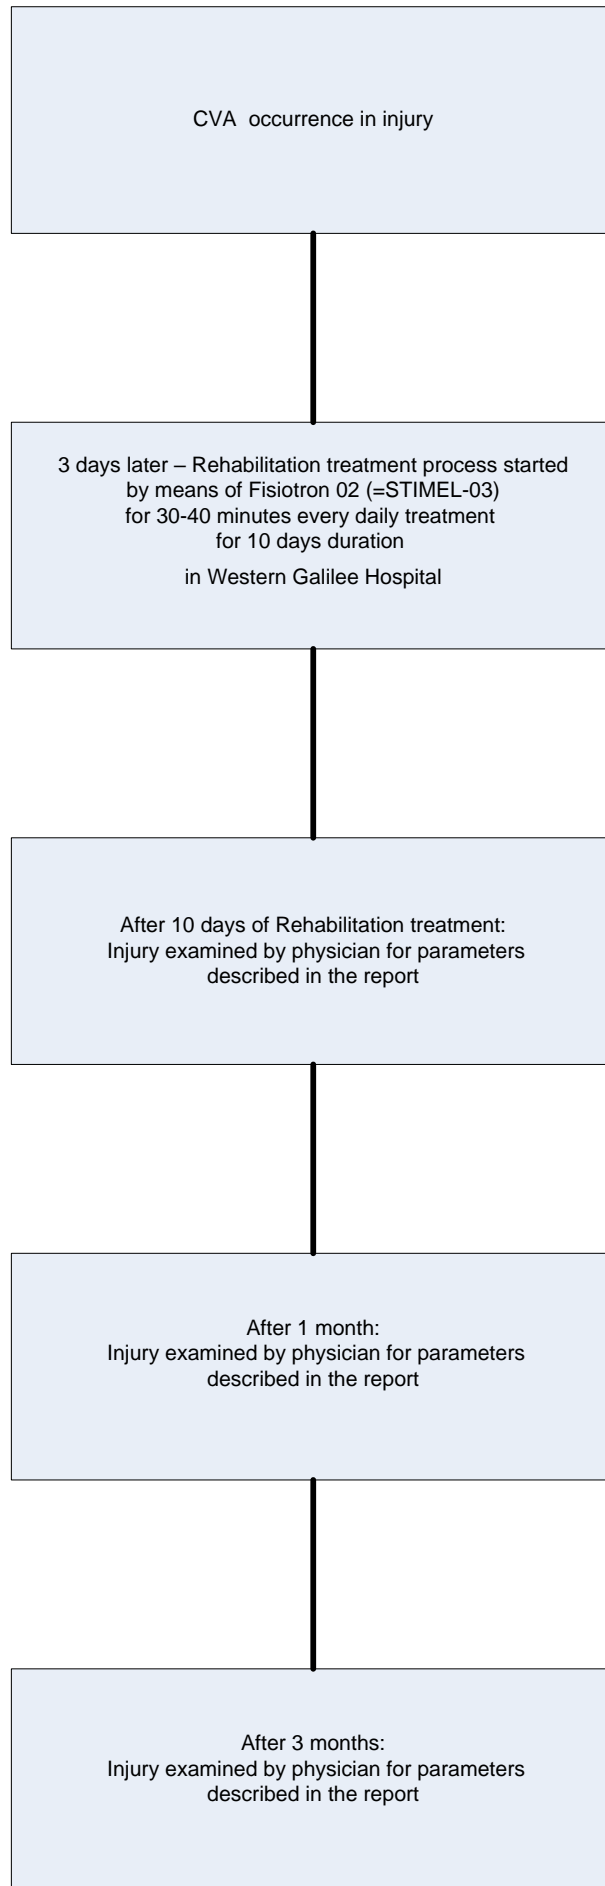 CVA occurrence in injury
3 days later – Rehabilitation treatment process started
by means of Fisiotron 02 (=STIMEL-03)
for 30-40 minutes every daily treatment
for 10 days duration
in Western Galilee Hospital
After 10 days of Rehabilitation treatment:
Injury examined by physician for parameters
described in the report
After 1 month:
Injury examined by physician for parameters
described in the report
After 3 months:
Injury examined by physician for parameters
described in the report